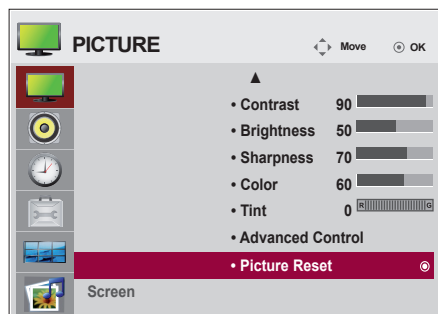 PICTURE
Move
OK
▲
• Contrast 90
• Brightness 50
• Sharpness 70
• Color 60
• Tint 0 R G
• Advanced Control
• Picture Reset
Screen